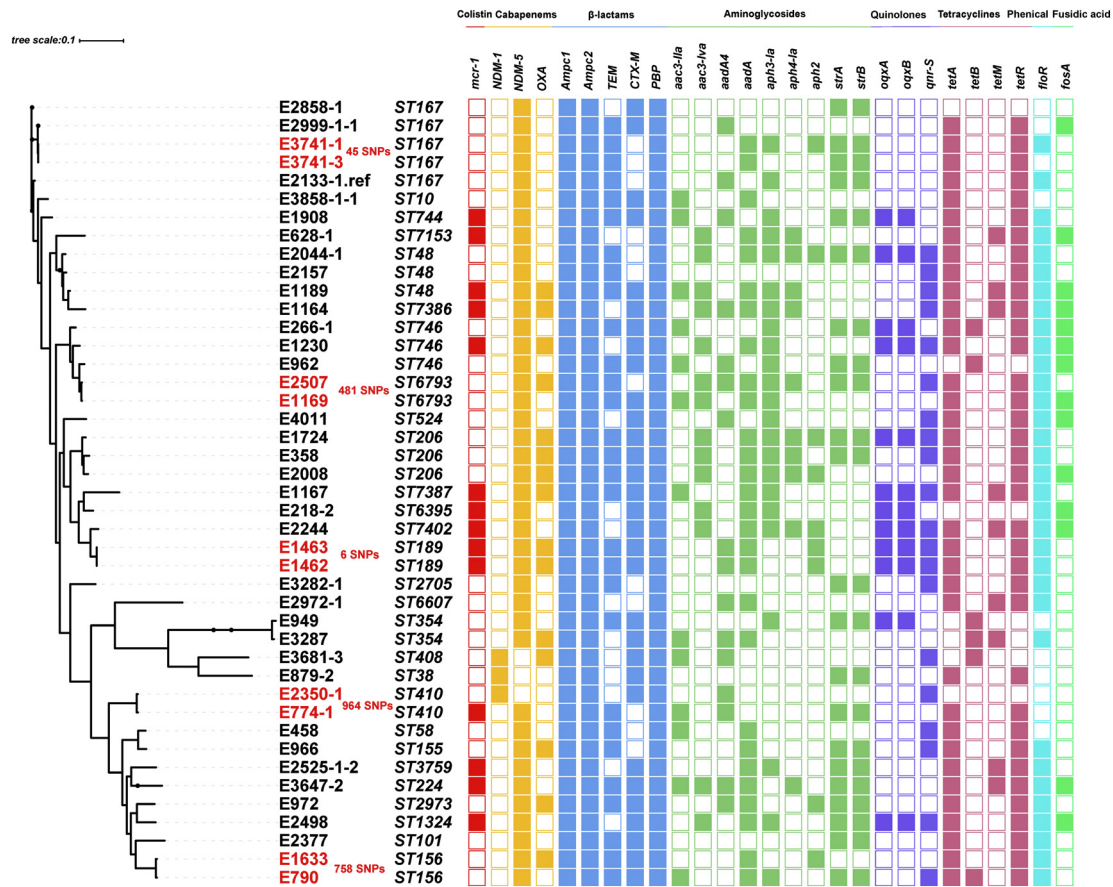 Colistin Cabapenems β-lactams Aminoglycosides Quinolones Tetracyclines Phenical Fusidic acid
tree scale:0.1
mcr-1 NDM-1 NDM-5 OXA Ampc1 Ampc2 TEM CTX-M PBP aac3-IIa aac3-Iva aadA4 aadA aph3-Ia aph4-Ia aph2 strA strB oqxA oqxB qnr-S tetA tetB tetM tetR floR fosA
E2858-1 ST167
E2999-1-1 ST167
E3741-1 ST167
45 SNPs
E3741-3 ST167
E2133-1.ref ST167
E3858-1-1 ST10
E1908 ST744
E628-1 ST7153
E2044-1 ST48
E2157 ST48
E1189 ST48
E1164 ST7386
E266-1 ST746
E1230 ST746
E962 ST746
E2507 ST6793
481 SNPs
E1169 ST6793
E4011 ST524
E1724 ST206
E358 ST206
E2008 ST206
E1167 ST7387
E218-2 ST6395
E2244 ST7402
E1463 ST189
6 SNPs
E1462 ST189
E3282-1 ST2705
E2972-1 ST6607
E949 ST354
E3287 ST354
E3681-3 ST408
E879-2 ST38
E2350-1 ST410
964 SNPs
E774-1 ST410
E458 ST58
E966 ST155
E2525-1-2 ST3759
E3647-2 ST224
E972 ST2973
E2498 ST1324
E2377 ST101
E1633 ST156
758 SNPs
E790 ST156